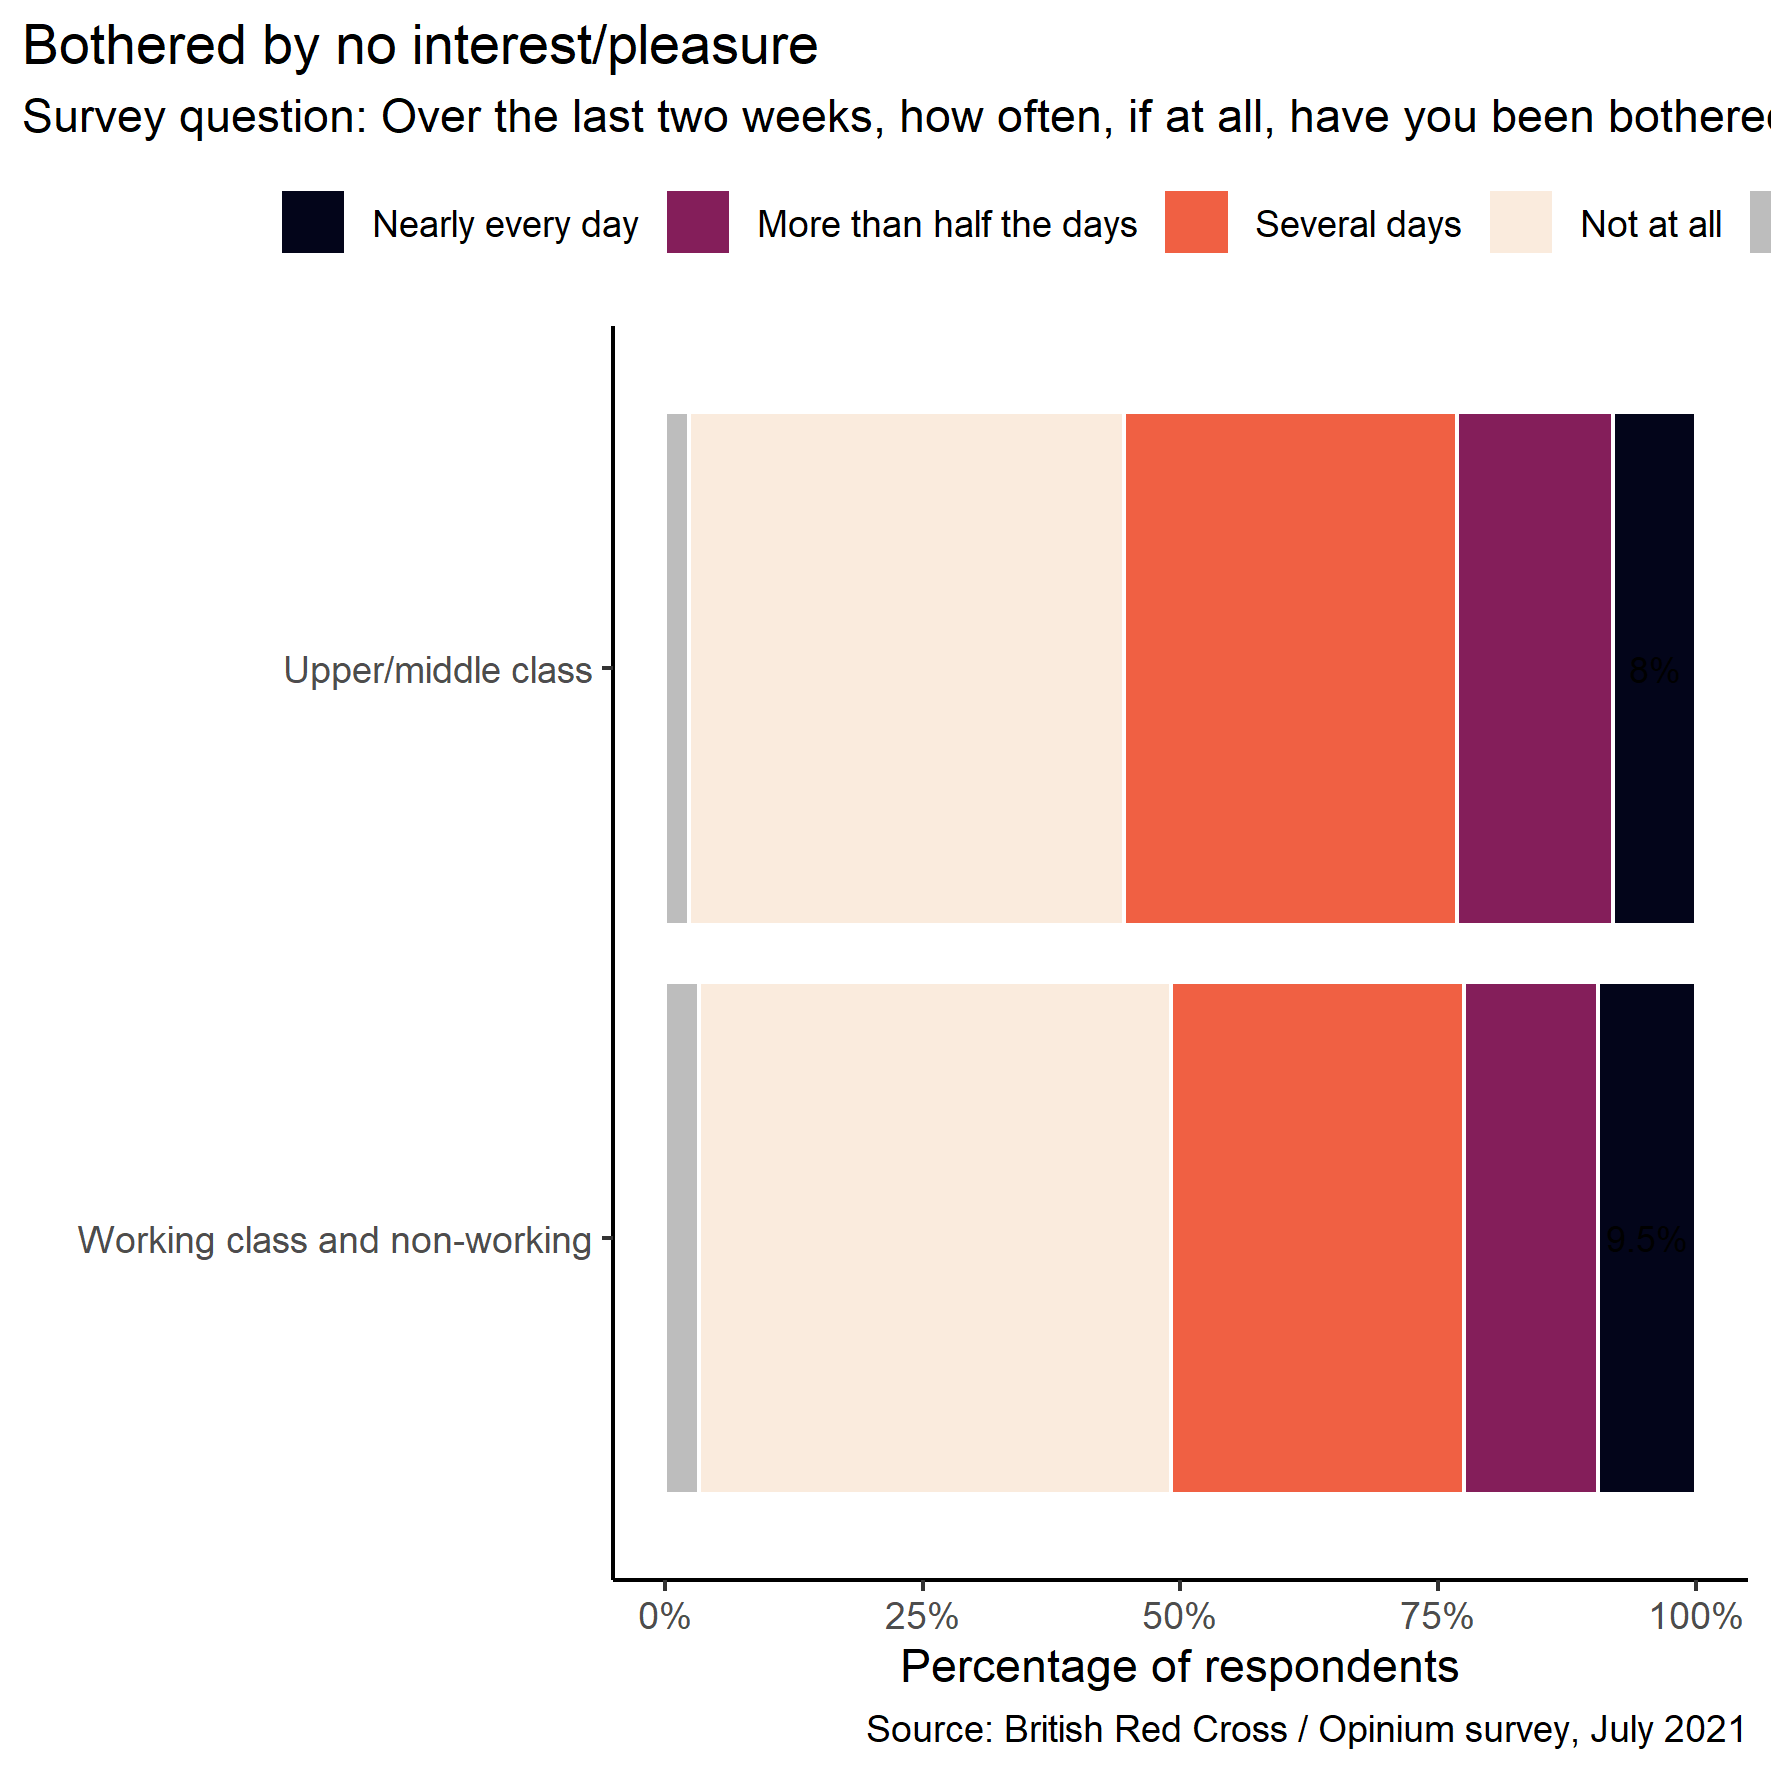 Bothered by no interest/pleasure
Survey question: Over the last two weeks, how often, if at all, have you been bothered
Nearly every day
More than half the days
Several days
Not at all
Upper/middle class
8%
Working class and non-working
9.5%
0% 25% 50% 75% 100%
Percentage of respondents
Source: British Red Cross / Opinium survey, July 2021